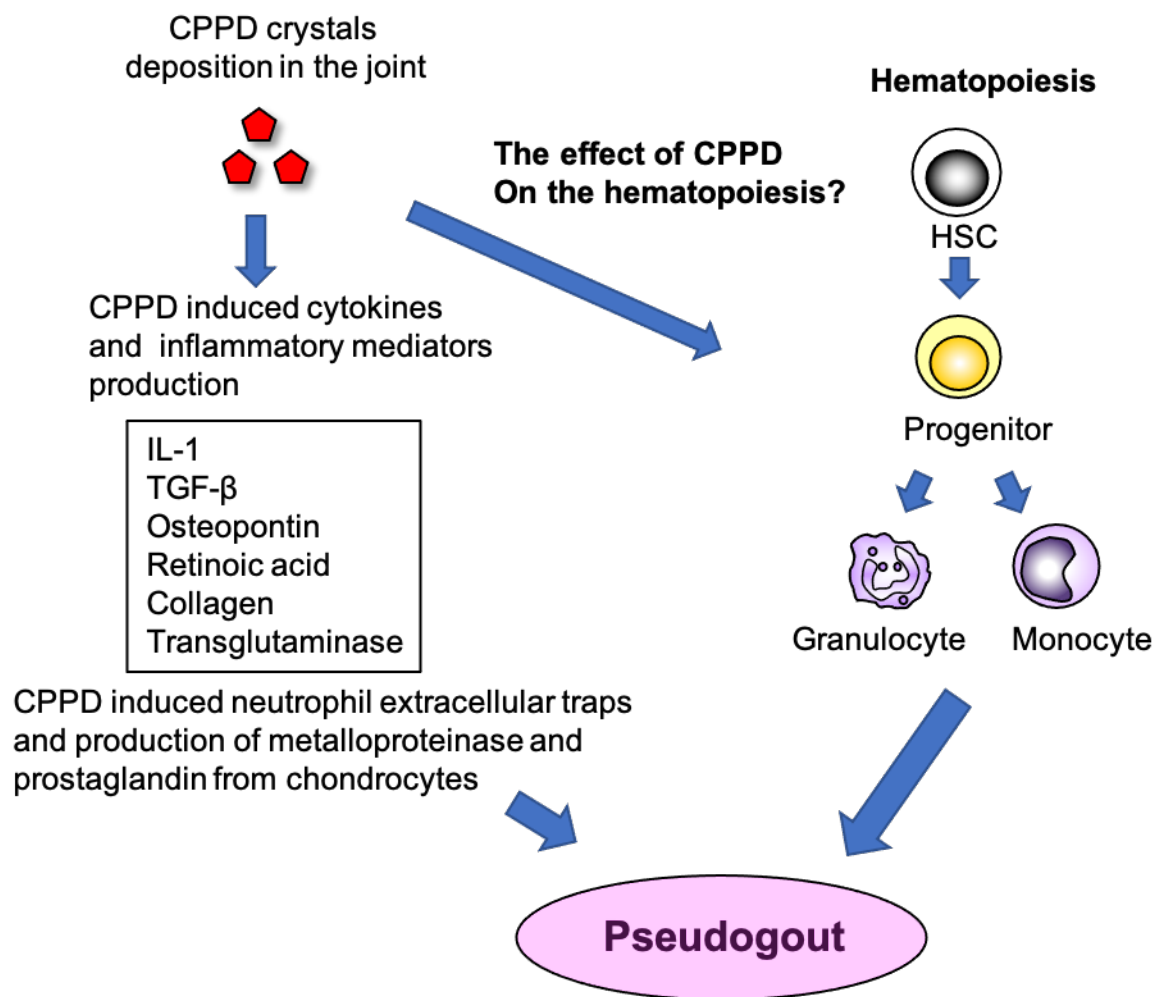 CPPD crystals
deposition in the joint
Hematopoiesis
The effect of CPPD
On the hematopoiesis?
HSC
CPPD induced cytokines
and inflammatory mediators
production
Progenitor
IL-1
TGF-β
Osteopontin
Retinoic acid
Collagen
Transglutaminase
Granulocyte
Monocyte
CPPD induced neutrophil extracellular traps
and production of metalloproteinase and
prostaglandin from chondrocytes
Pseudogout